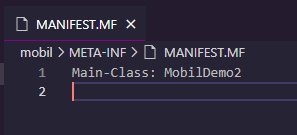 MANIFEST.MF
mobil > META-INF > MANIFEST.MF
1 Main-Class: MobilDemo2
2